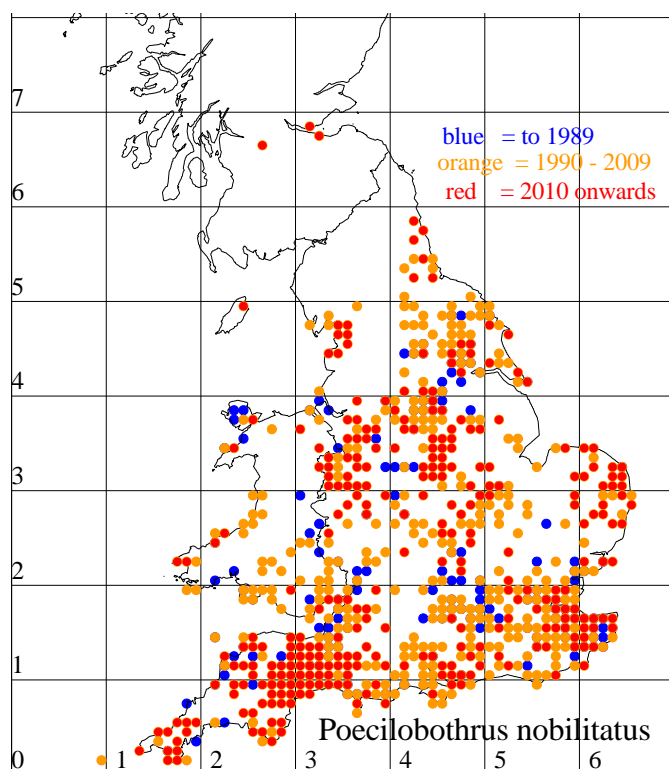 7
blue = to 1989
orange = 1990 - 2009
6
red = 2010 onwards
5
4
3
2
1
Poecilobothrus nobilitatus
0 1 2 3 4 5 6